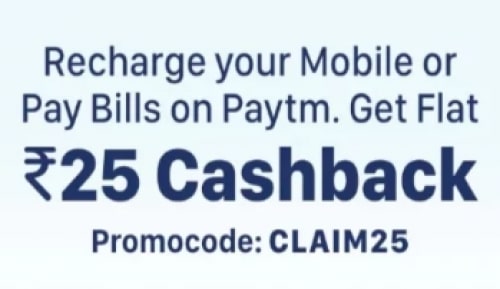 Recharge your Mobile or
Pay Bills on Paytm. Get Flat
₹25 Cashback
Promocode: CLAIM25